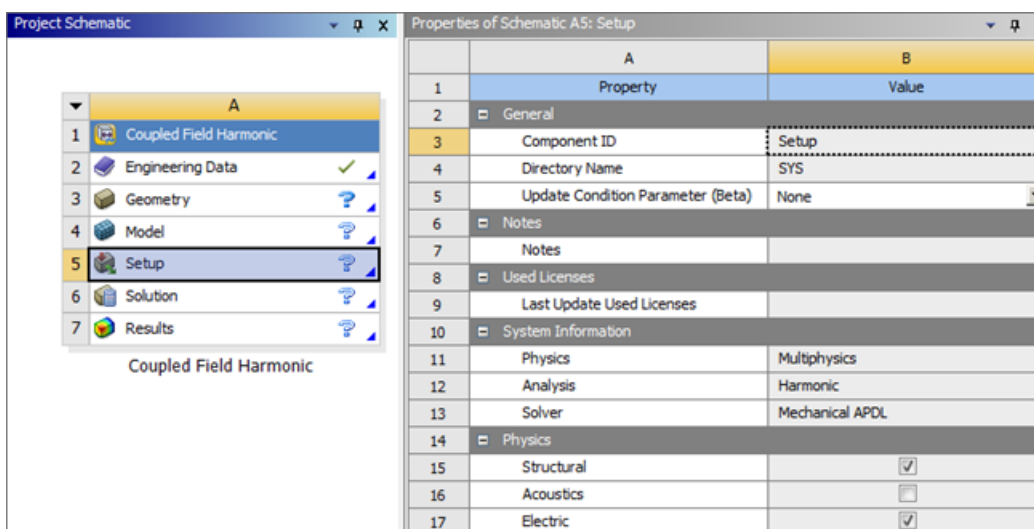 Project Schematic
A
1 Coupled Field Harmonic
2 Engineering Data
3 Geometry
4 Model
5 Setup
6 Solution
7 Results
Coupled Field Harmonic
Properties of Schematic A5: Setup
A B
1 Property Value
2 General
3 Component ID Setup
4 Directory Name SYS
5 Update Condition Parameter (Beta) None
6 Notes
7 Notes
8 Used Licenses
9 Last Update Used Licenses
10 System Information
11 Physics Multiphysics
12 Analysis Harmonic
13 Solver Mechanical APDL
14 Physics
15 Structural
16 Acoustics
17 Electric